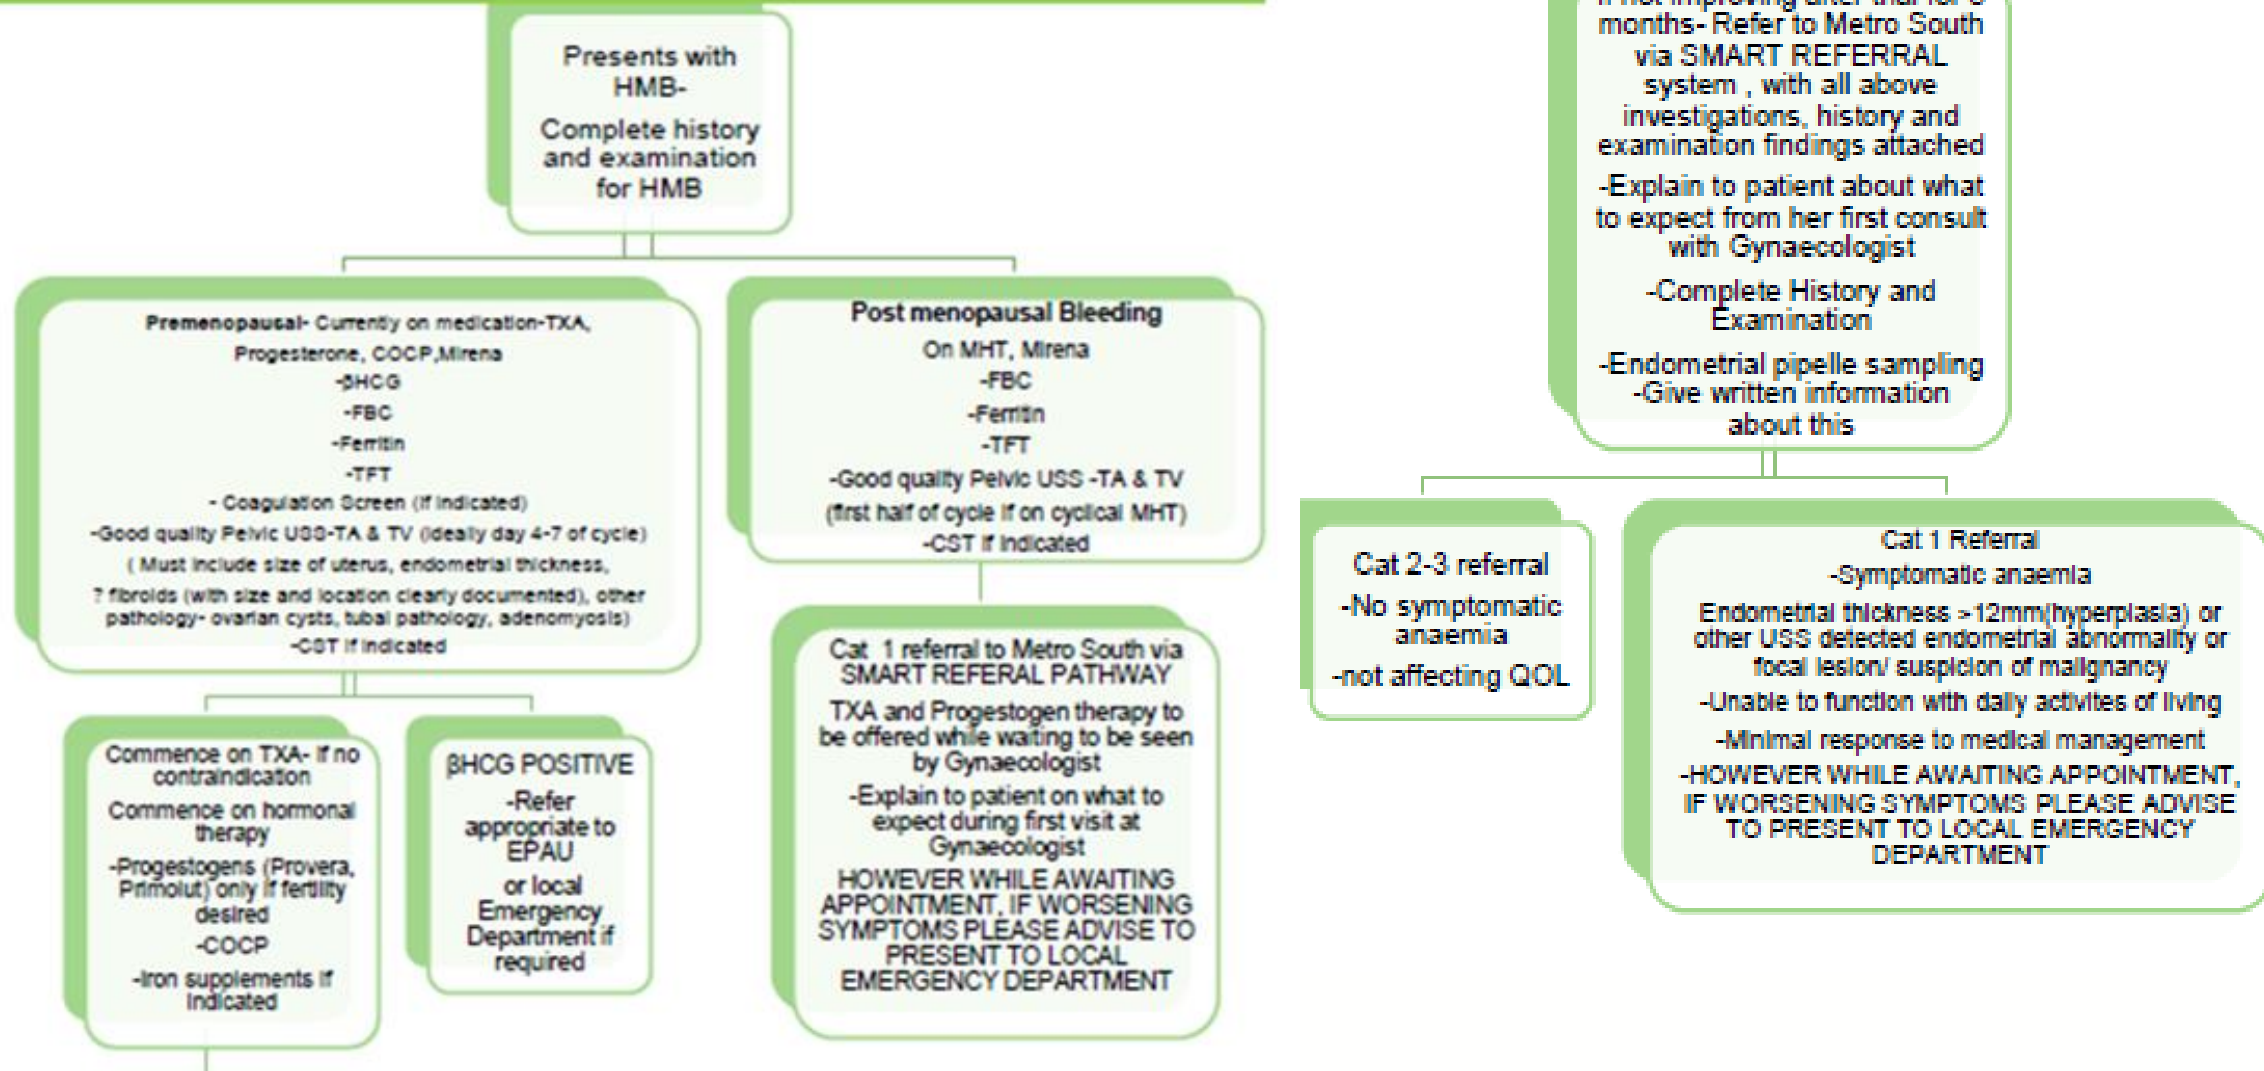 Presents with
HMB-
Complete history
and examination
for HMB
Premenopausal- Currently on medication-TXA,
Progesterone, COCP,Mirena
-βHCG
-FBC
-Ferritin
-TFT
- Coagulation Screen (if indicated)
-Good quality Pelvic USS-TA & TV (ideally day 4-7 of cycle)
( Must include size of uterus, endometrial thickness,
? fibroids (with size and location clearly documented), other
pathology- ovarian cysts, tubal pathology, adenomyosis)
-CST if indicated
Post menopausal Bleeding
On MHT, Mirena
-FBC
-Ferritin
-TFT
-Good quality Pelvic USS -TA & TV
(first half of cycle if on cyclical MHT)
-CST if indicated
Commence on TXA- if no
contraindication
Commence on hormonal
therapy
-Progestogens (Provera,
Primolut) only if fertility
desired
-COCP
-Iron supplements if
indicated
βHCG POSITIVE
-Refer
appropriate to
EPAU
or local
Emergency
Department if
required
Cat 1 referral to Metro South via
SMART REFERAL PATHWAY
TXA and Progestogen therapy to
be offered while waiting to be seen
by Gynaecologist
-Explain to patient on what to
expect during first visit at
Gynaecologist
HOWEVER WHILE AWAITING
APPOINTMENT, IF WORSENING
SYMPTOMS PLEASE ADVISE TO
PRESENT TO LOCAL
EMERGENCY DEPARTMENT
not improving after trial for
months- Refer to Metro South
via SMART REFERRAL
system , with all above
investigations, history and
examination findings attached
-Explain to patient about what
to expect from her first consult
with Gynaecologist
-Complete History and
Examination
-Endometrial pipelle sampling
-Give written information
about this
Cat 2-3 referral
-No symptomatic
anaemia
-not affecting QOL
Cat 1 Referral
-Symptomatic anaemia
Endometrial thickness >12mm(hyperplasia) or
other USS detected endometrial abnormality or
focal lesion/ suspicion of malignancy
-Unable to function with daily activites of living
-Minimal response to medical management
-HOWEVER WHILE AWAITING APPOINTMENT,
IF WORSENING SYMPTOMS PLEASE ADVISE
TO PRESENT TO LOCAL EMERGENCY
DEPARTMENT